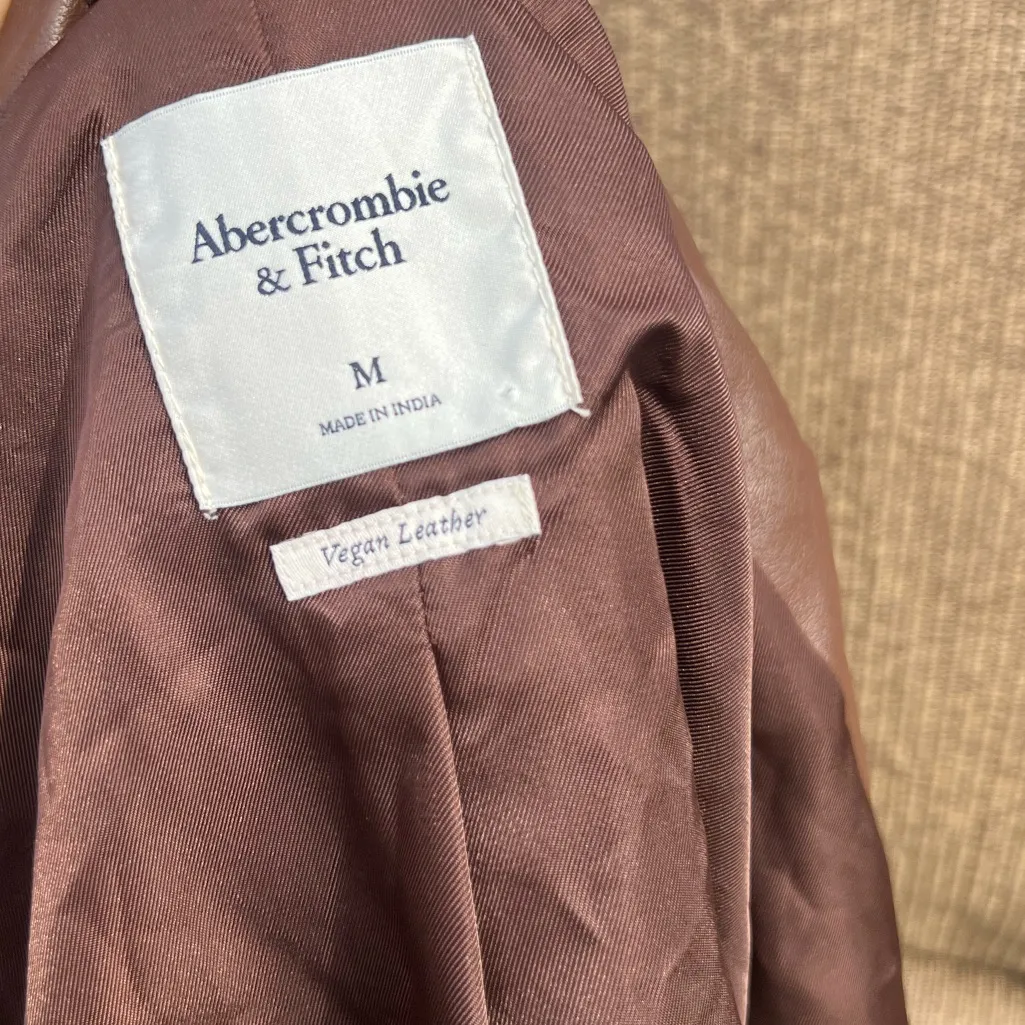 Abercrombie
& Fitch
M
MADE IN INDIA
Vegan Leather